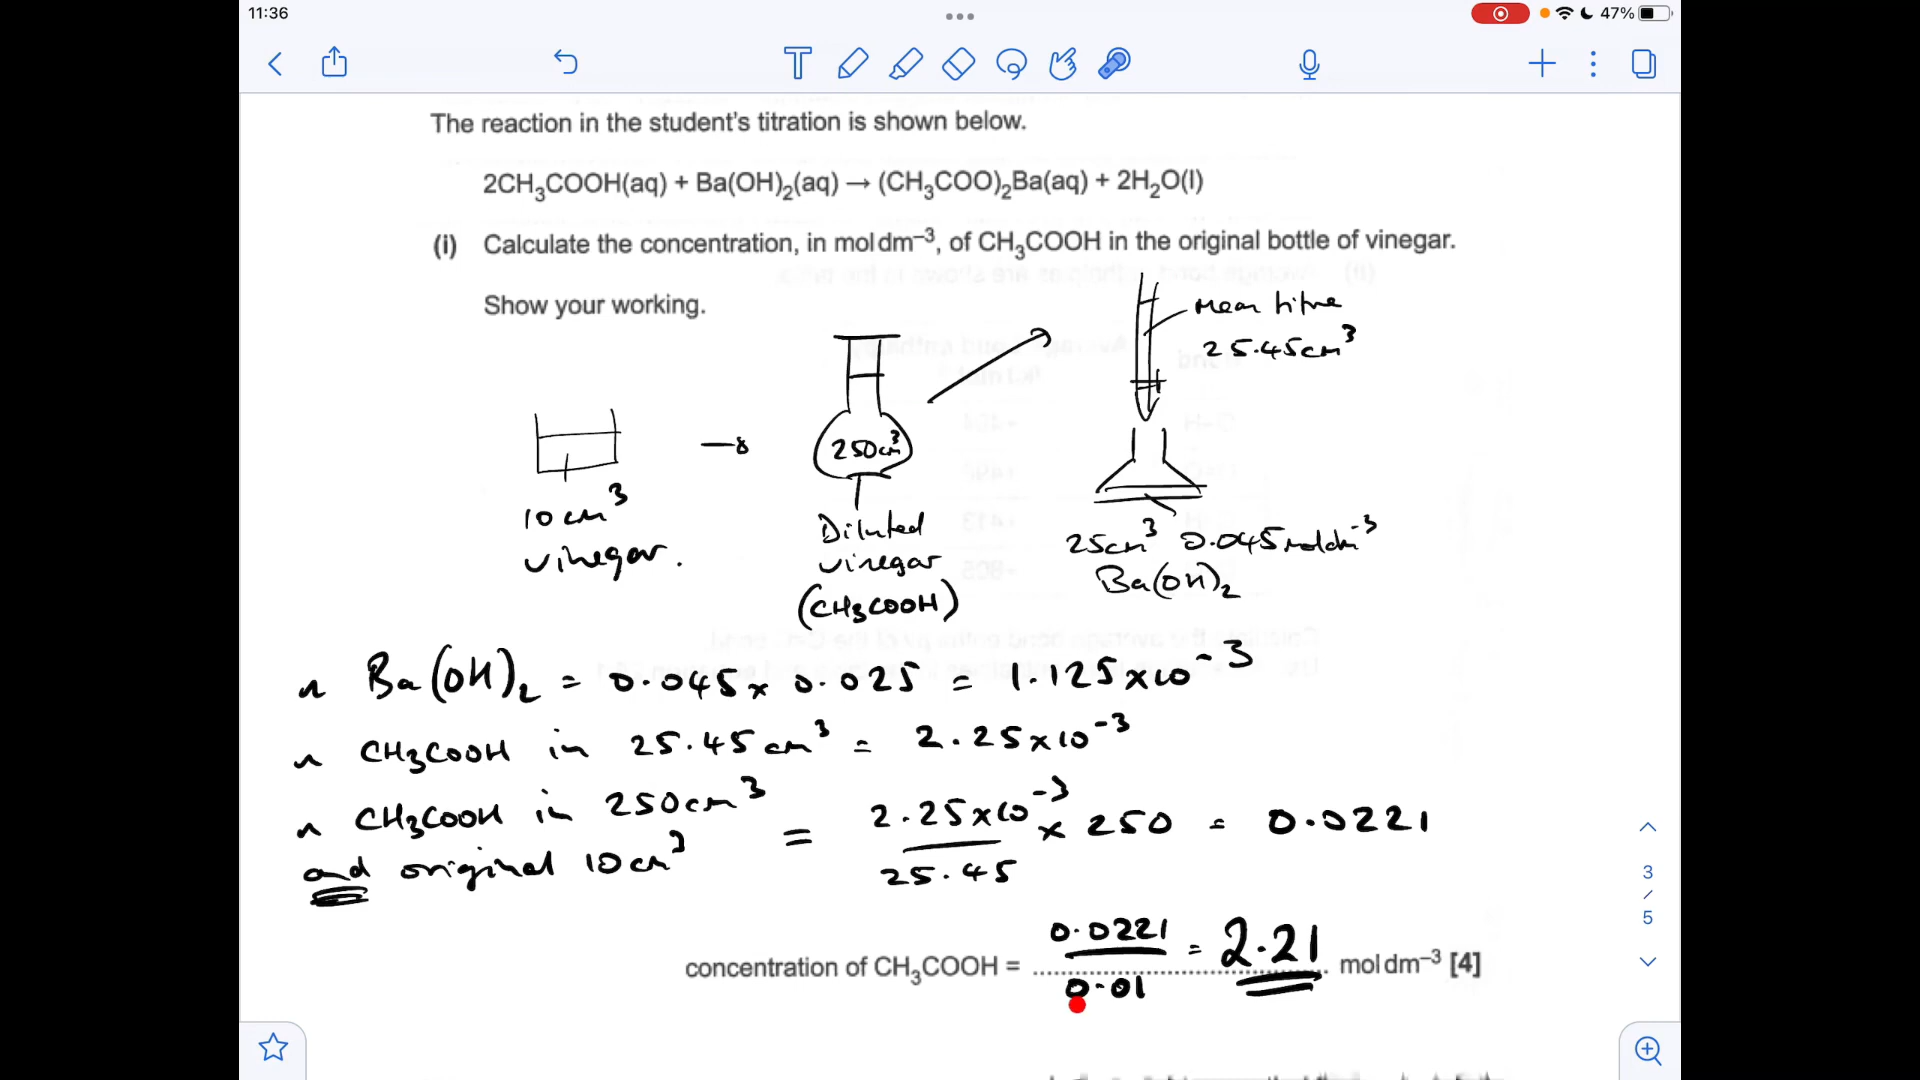 11:36
47%
The reaction in the student's titration is shown below.
2CH₃COOH(aq) + Ba(OH)₂(aq) → (CH₃COO)₂Ba(aq) + 2H₂O(l)
(i) Calculate the concentration, in mol dm⁻³, of CH₃COOH in the original bottle of vinegar.
Show your working.
mean titre
25.45cm³
250cm³
10cm³
vinegar.
Diluted
vinegar
(CH₃COOH)
25cm³ 0.045moldm⁻³
Ba(OH)₂
n Ba(OH)₂ = 0.045 x 0.025 = 1.125x10⁻³
n CH₃COOH in 25.45cm³ = 2.25x10⁻³
n CH₃COOH in 250cm³
and original 10cm³
= 2.25x10⁻³ x 250 = 0.0221
25.45
0.0221 = 2.21
concentration of CH₃COOH = mol dm⁻³ [4]
0.01
3
/
5